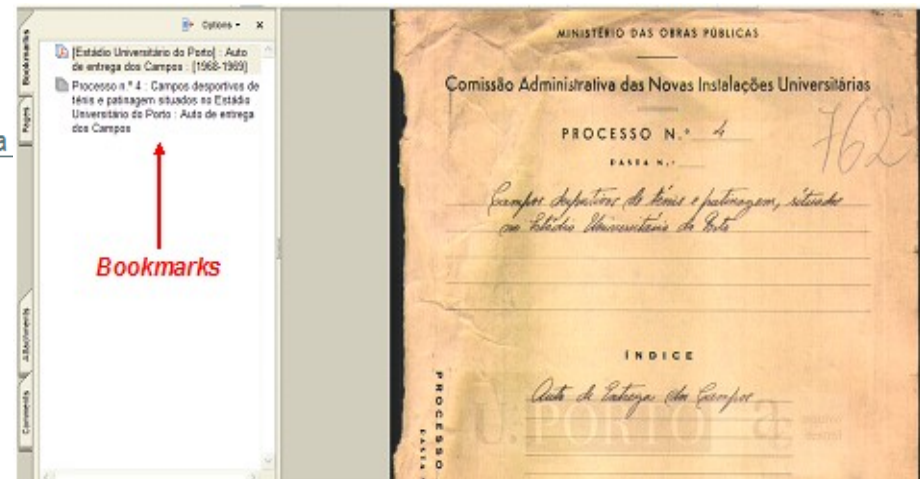 a
Options
x
Bookmarks
Pages
Attachments
Comments
[Estádio Universitário do Porto] : Auto
de entrega dos Campos : [1968-1969]
Processo n.º 4 : Campos desportivos de
ténis e patinagem situados no Estádio
Universitário do Porto : Auto de entrega
dos Campos
Bookmarks
MINISTÉRIO DAS OBRAS PÚBLICAS
Comissão Administrativa das Novas Instalações Universitárias
PROCESSO N.º 4
762
PASTA N.º
Campos desportivos de ténis e patinagem, situados
no Estádio Universitário do Porto
ÍNDICE
Auto de Entrega dos Campos
U. PORTO
PROCESSO
PASTA